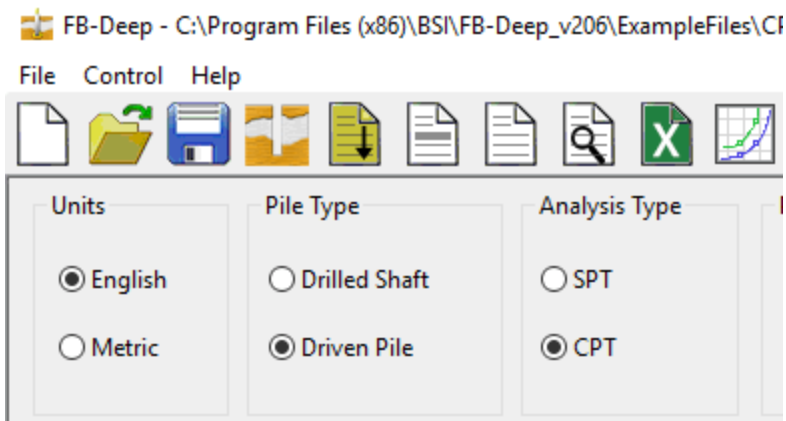 FB-Deep - C:\Program Files (x86)\BSI\FB-Deep_v206\ExampleFiles\CP
File Control Help
Units Pile Type Analysis Type
English Drilled Shaft SPT
Metric Driven Pile CPT